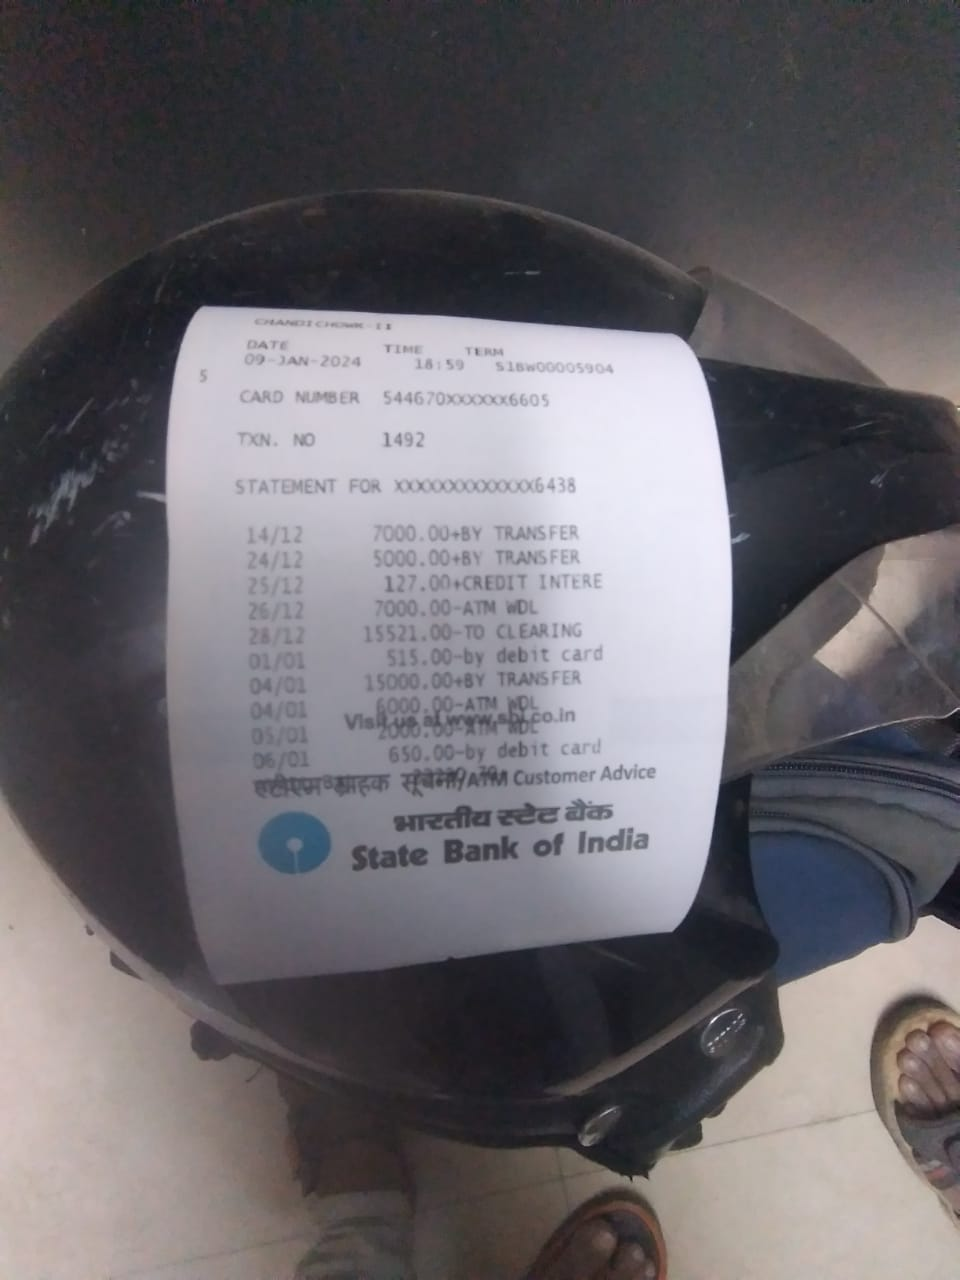 CHANDICHOWK-II
DATE TIME TERM
09-JAN-2024 18:59 S1BW00005904
5
CARD NUMBER 544670XXXXXX6605
TXN. NO 1492
STATEMENT FOR XXXXXXXXXXXXX6438
14/12 7000.00+BY TRANSFER
24/12 5000.00+BY TRANSFER
25/12 127.00+CREDIT INTERE
26/12 7000.00-ATM WDL
28/12 15521.00-TO CLEARING
01/01 515.00-by debit card
04/01 15000.00+BY TRANSFER
04/01 6000.00-ATM WDL
Visit us at www.sbi.co.in
05/01 2000.00-ATM WDL
06/01 650.00-by debit card
एटीएम ग्राहक सूचना/ATM Customer Advice
भारतीय स्टेट बैंक
State Bank of India